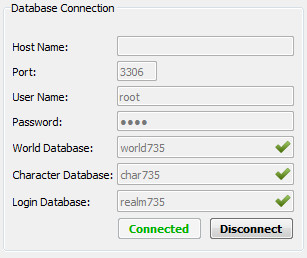 Database Connection
Host Name:
Port: 3306
User Name: root
Password: ●●●●
World Database: world735
Character Database: char735
Login Database: realm735
Connected Disconnect